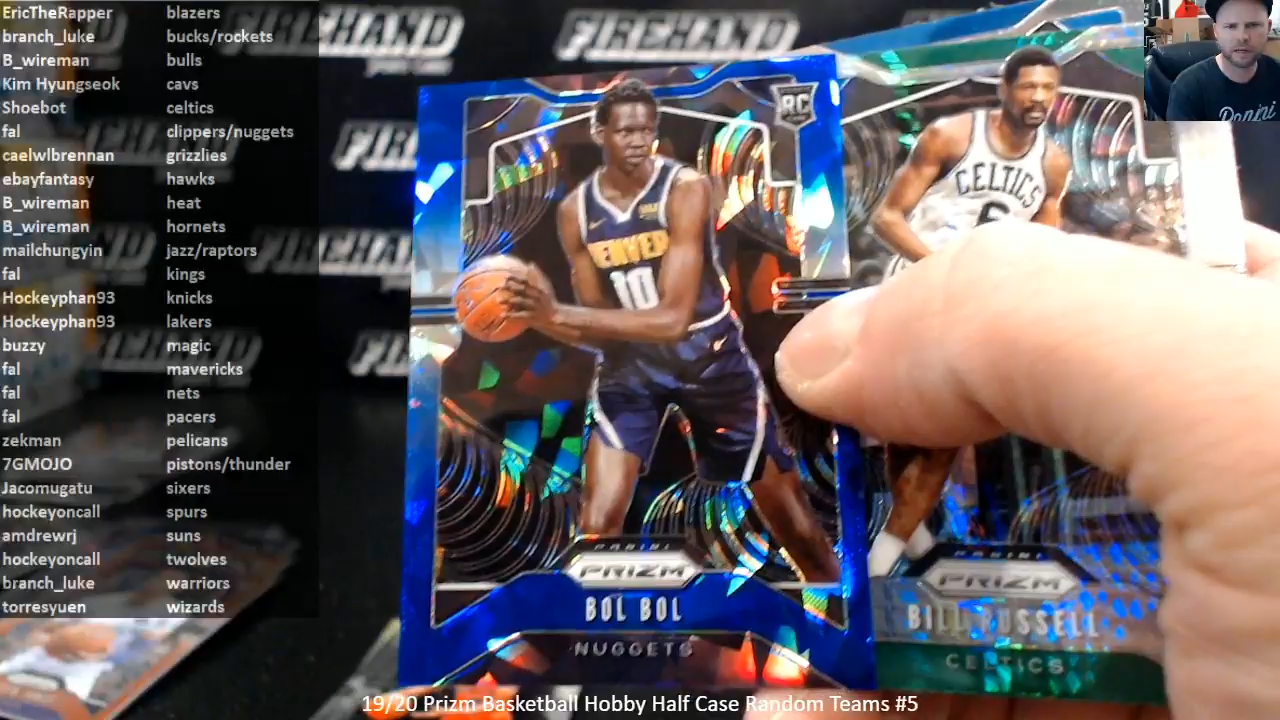 EricTheRapper blazers
branch_luke bucks/rockets
B_wireman bulls
Kim Hyungseok cavs
Shoebot celtics
fal clippers/nuggets
caelwlbrennan grizzlies
ebayfantasy hawks
B_wireman heat
B_wireman hornets
mailchungyin jazz/raptors
fal kings
Hockeyphan93 knicks
Hockeyphan93 lakers
buzzy magic
fal mavericks
fal nets
fal pacers
zekman pelicans
7GMOJO pistons/thunder
Jacomugatu sixers
hockeyoncall spurs
amdrewrj suns
hockeyoncall twolves
branch_luke warriors
torresyuen wizards
FIREHAND
FIREHAND
RC
DENVER
10
PANINI
PRIZM
BOL BOL
NUGGETS
CELTICS
6
PANINI
PRIZM
BILL RUSSELL
CELTICS
Panini
19/20 Prizm Basketball Hobby Half Case Random Teams #5